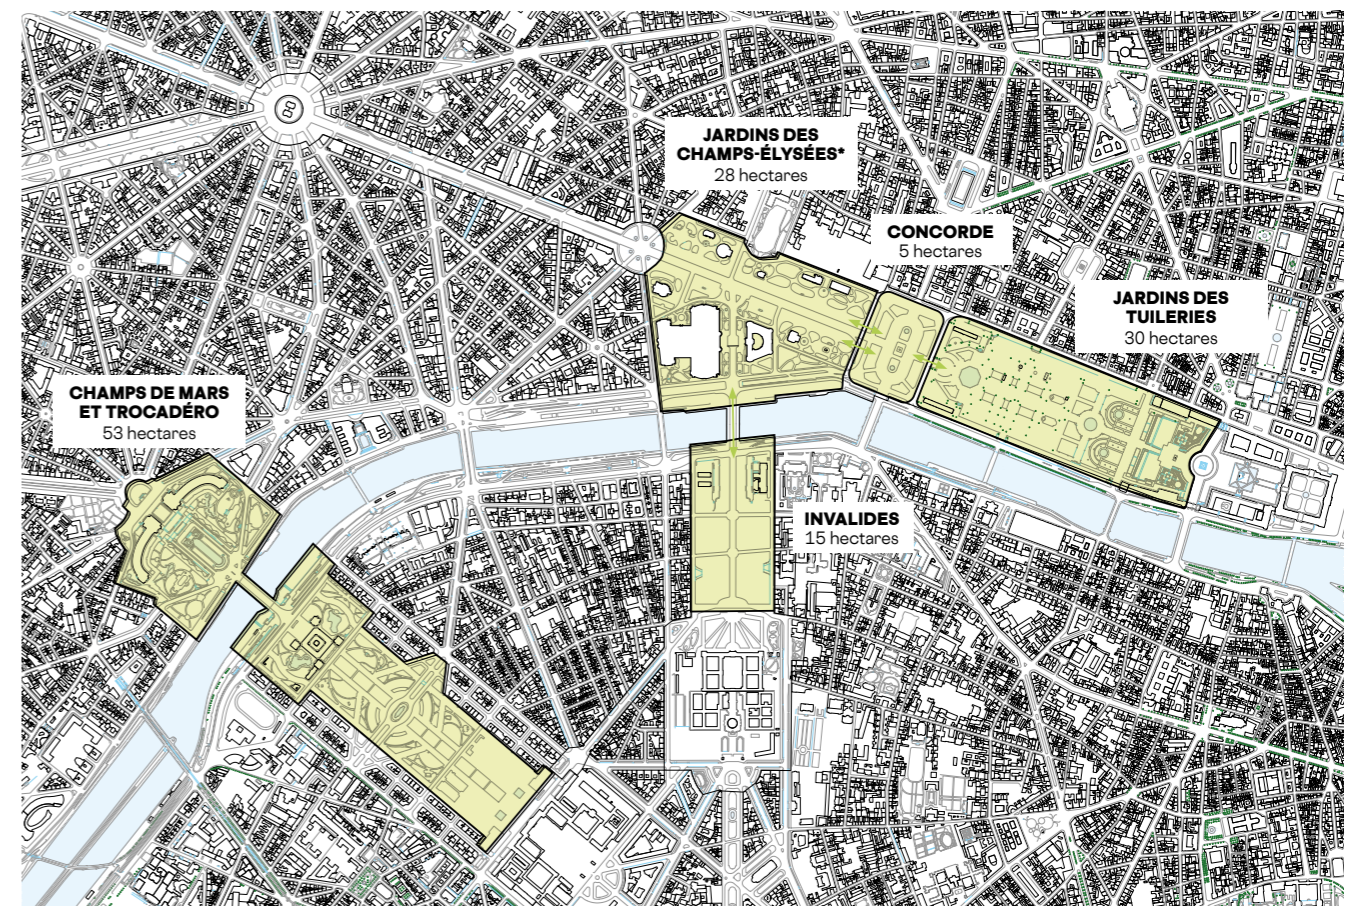 JARDINS DES
CHAMPS-ÉLYSÉES*
28 hectares
CONCORDE
5 hectares
JARDINS DES
TUILERIES
30 hectares
CHAMPS DE MARS
ET TROCADÉRO
53 hectares
INVALIDES
15 hectares